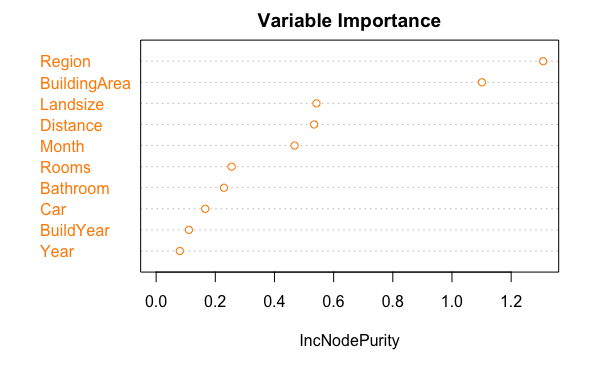 Variable Importance
Region
BuildingArea
Landsize
Distance
Month
Rooms
Bathroom
Car
BuildYear
Year
0.0 0.2 0.4 0.6 0.8 1.0 1.2
IncNodePurity